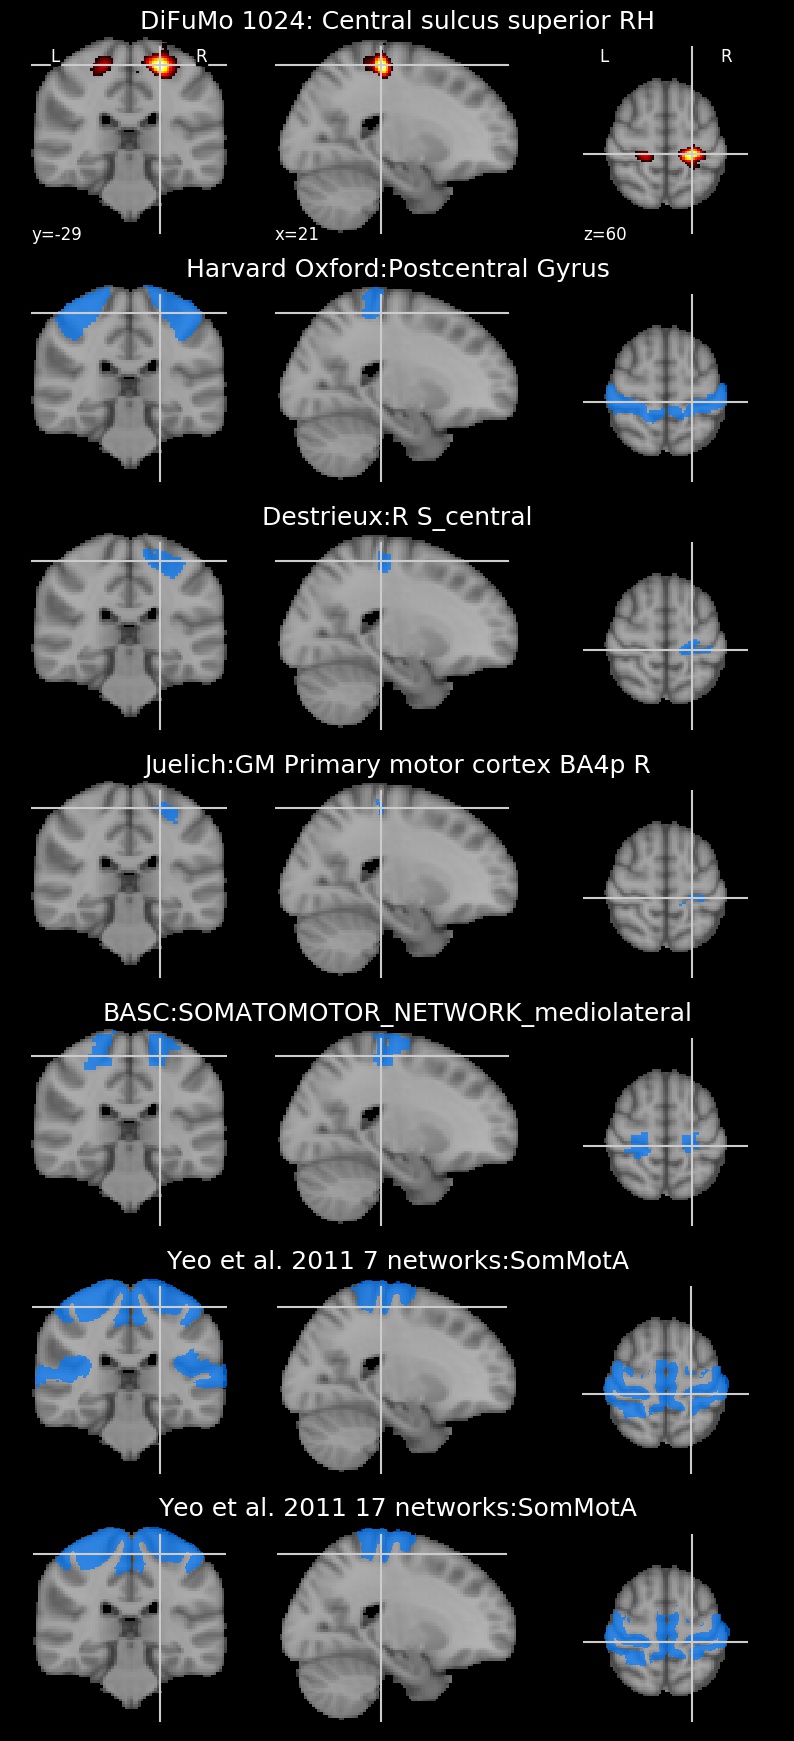 DiFuMo 1024: Central sulcus superior RH
L R L R
y=-29 x=21 z=60
Harvard Oxford:Postcentral Gyrus
Destrieux:R S_central
Juelich:GM Primary motor cortex BA4p R
BASC:SOMATOMOTOR_NETWORK_mediolateral
Yeo et al. 2011 7 networks:SomMotA
Yeo et al. 2011 17 networks:SomMotA